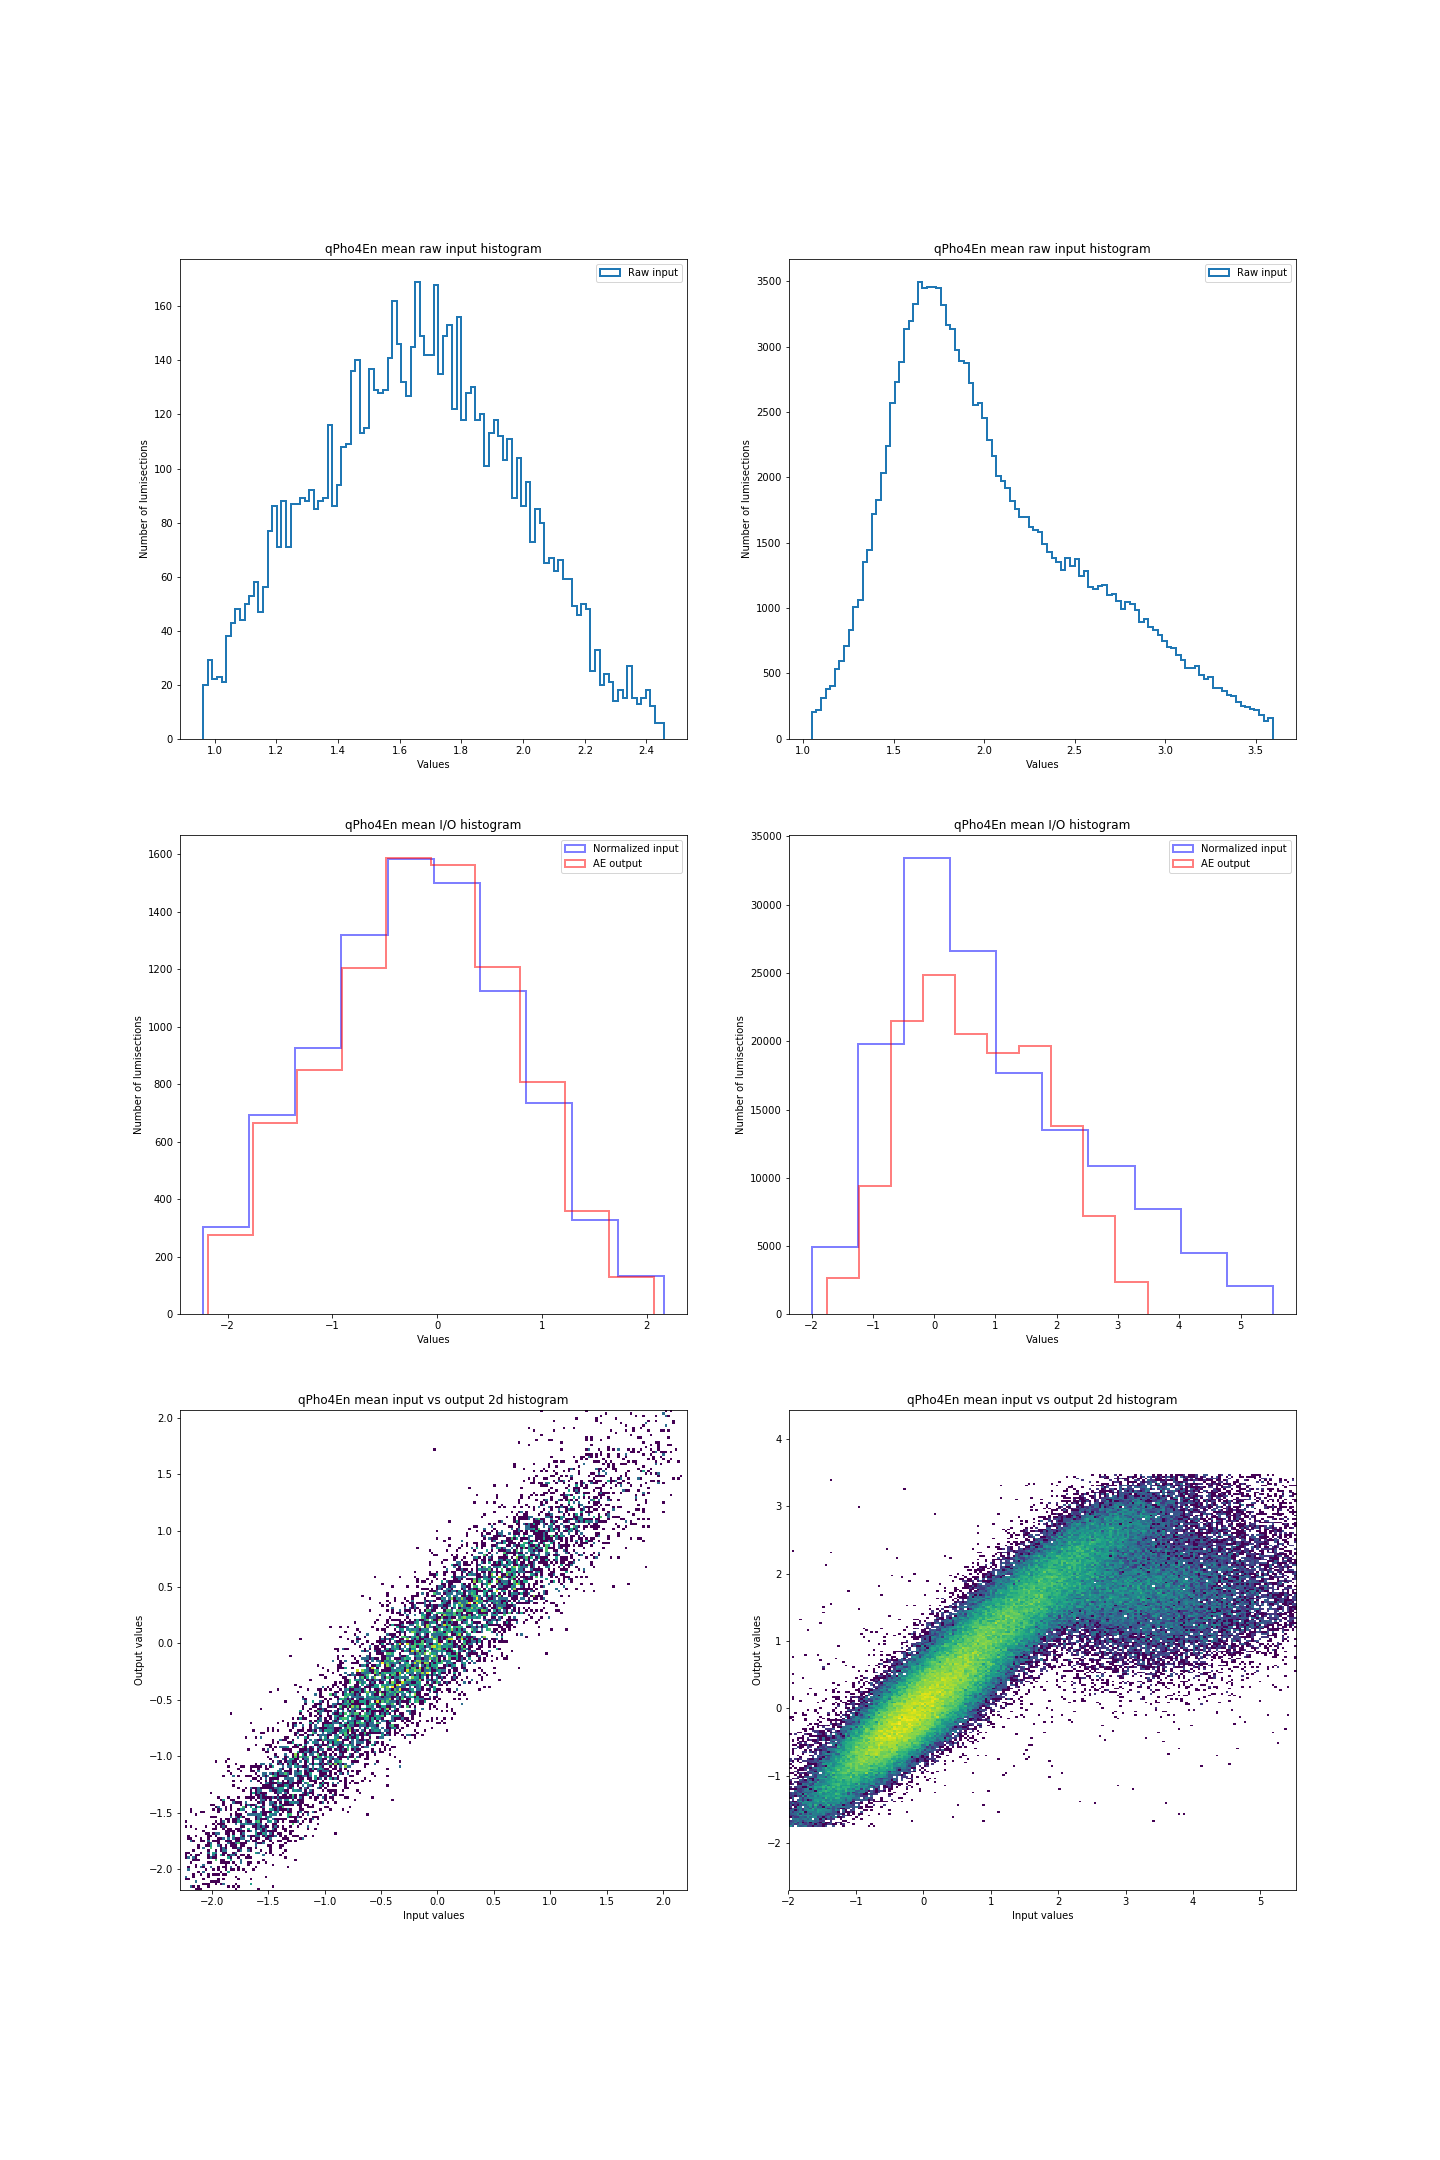 qPho4En mean raw input histogram
Raw input
160
140
120
100
80
60
40
20
0
Number of lumisections
1.0 1.2 1.4 1.6 1.8 2.0 2.2 2.4
Values
qPho4En mean raw input histogram
Raw input
3500
3000
2500
2000
1500
1000
500
0
Number of lumisections
1.0 1.5 2.0 2.5 3.0 3.5
Values
qPho4En mean I/O histogram
Normalized input
AE output
1600
1400
1200
1000
800
600
400
200
0
Number of lumisections
−2 −1 0 1 2
Values
qPho4En mean I/O histogram
Normalized input
AE output
35000
30000
25000
20000
15000
10000
5000
0
Number of lumisections
−2 −1 0 1 2 3 4 5
Values
qPho4En mean input vs output 2d histogram
2.0
1.5
1.0
0.5
0.0
−0.5
−1.0
−1.5
−2.0
Output values
−2.0 −1.5 −1.0 −0.5 0.0 0.5 1.0 1.5 2.0
Input values
qPho4En mean input vs output 2d histogram
4
3
2
1
0
−1
−2
Output values
−2 −1 0 1 2 3 4 5
Input values